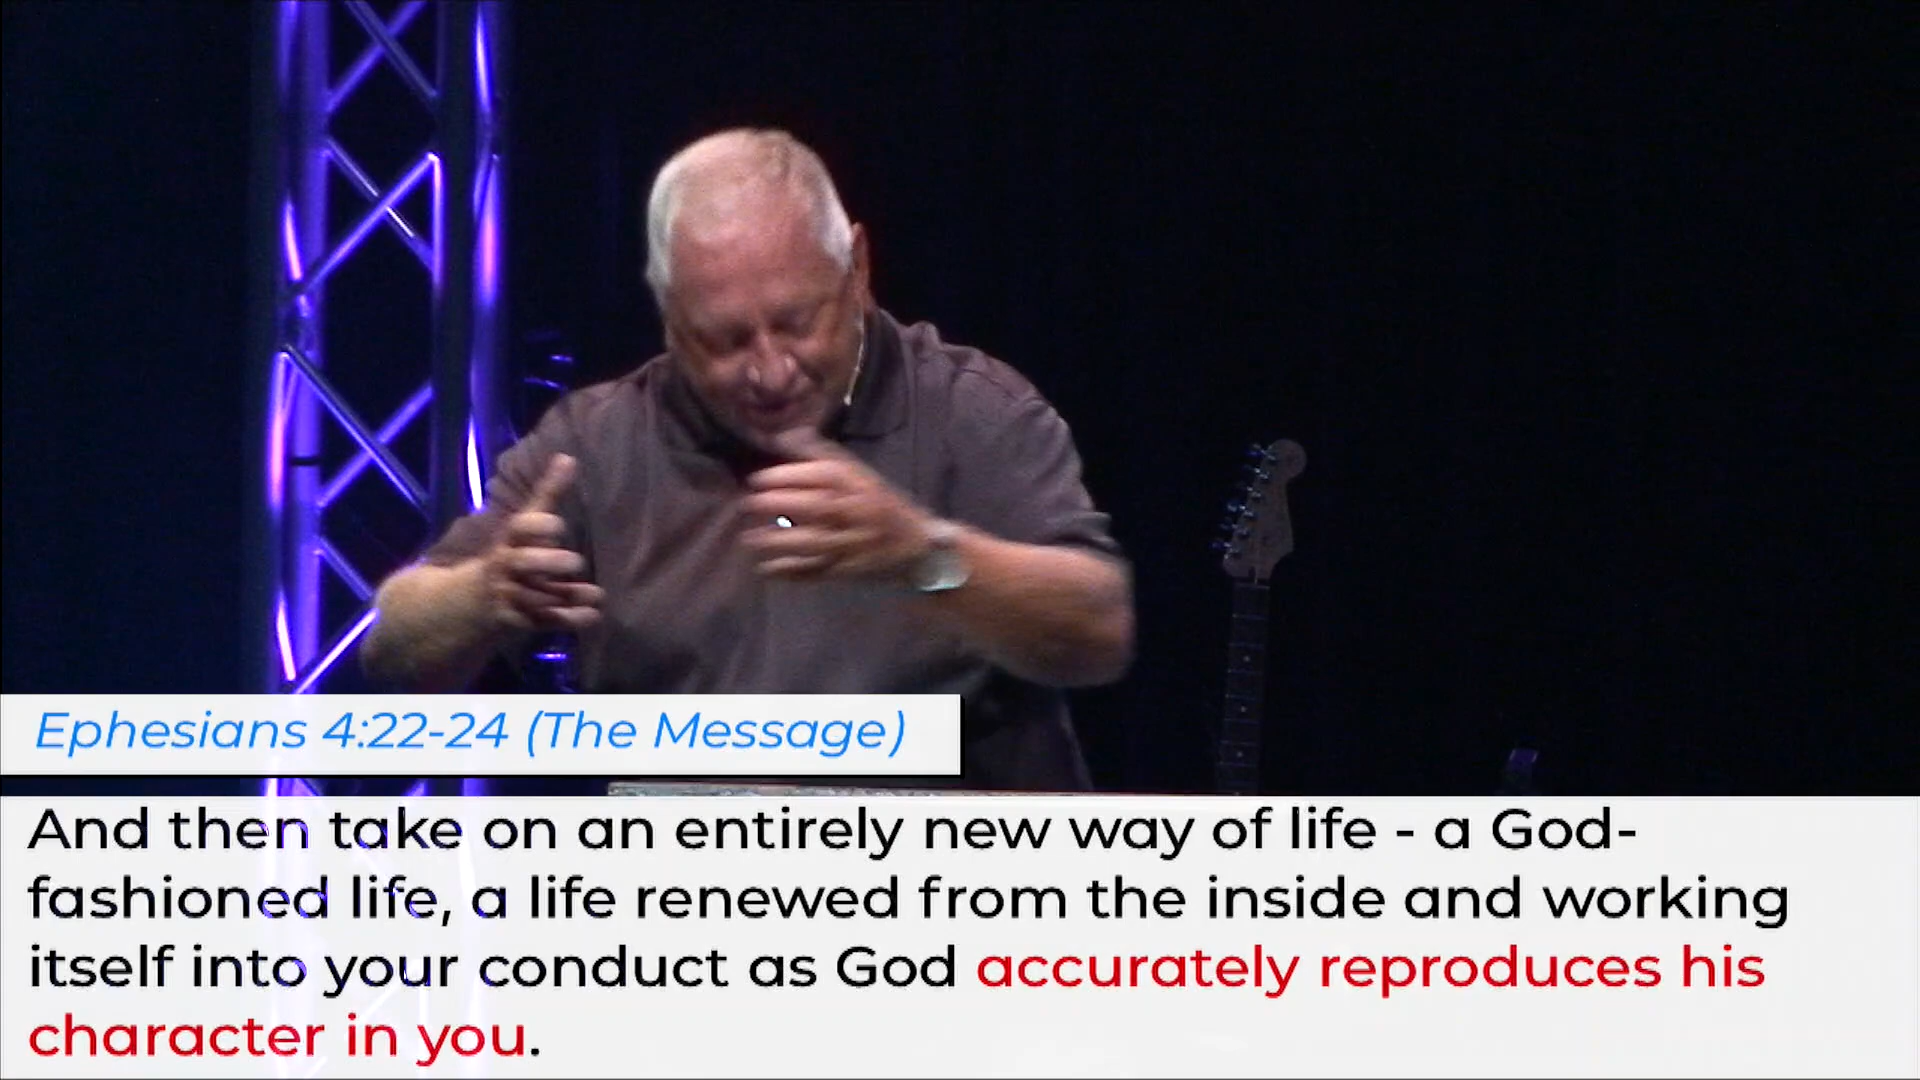 Ephesians 4:22-24 (The Message)
And then take on an entirely new way of life - a God-
fashioned life, a life renewed from the inside and working
itself into your conduct as God accurately reproduces his
character in you.